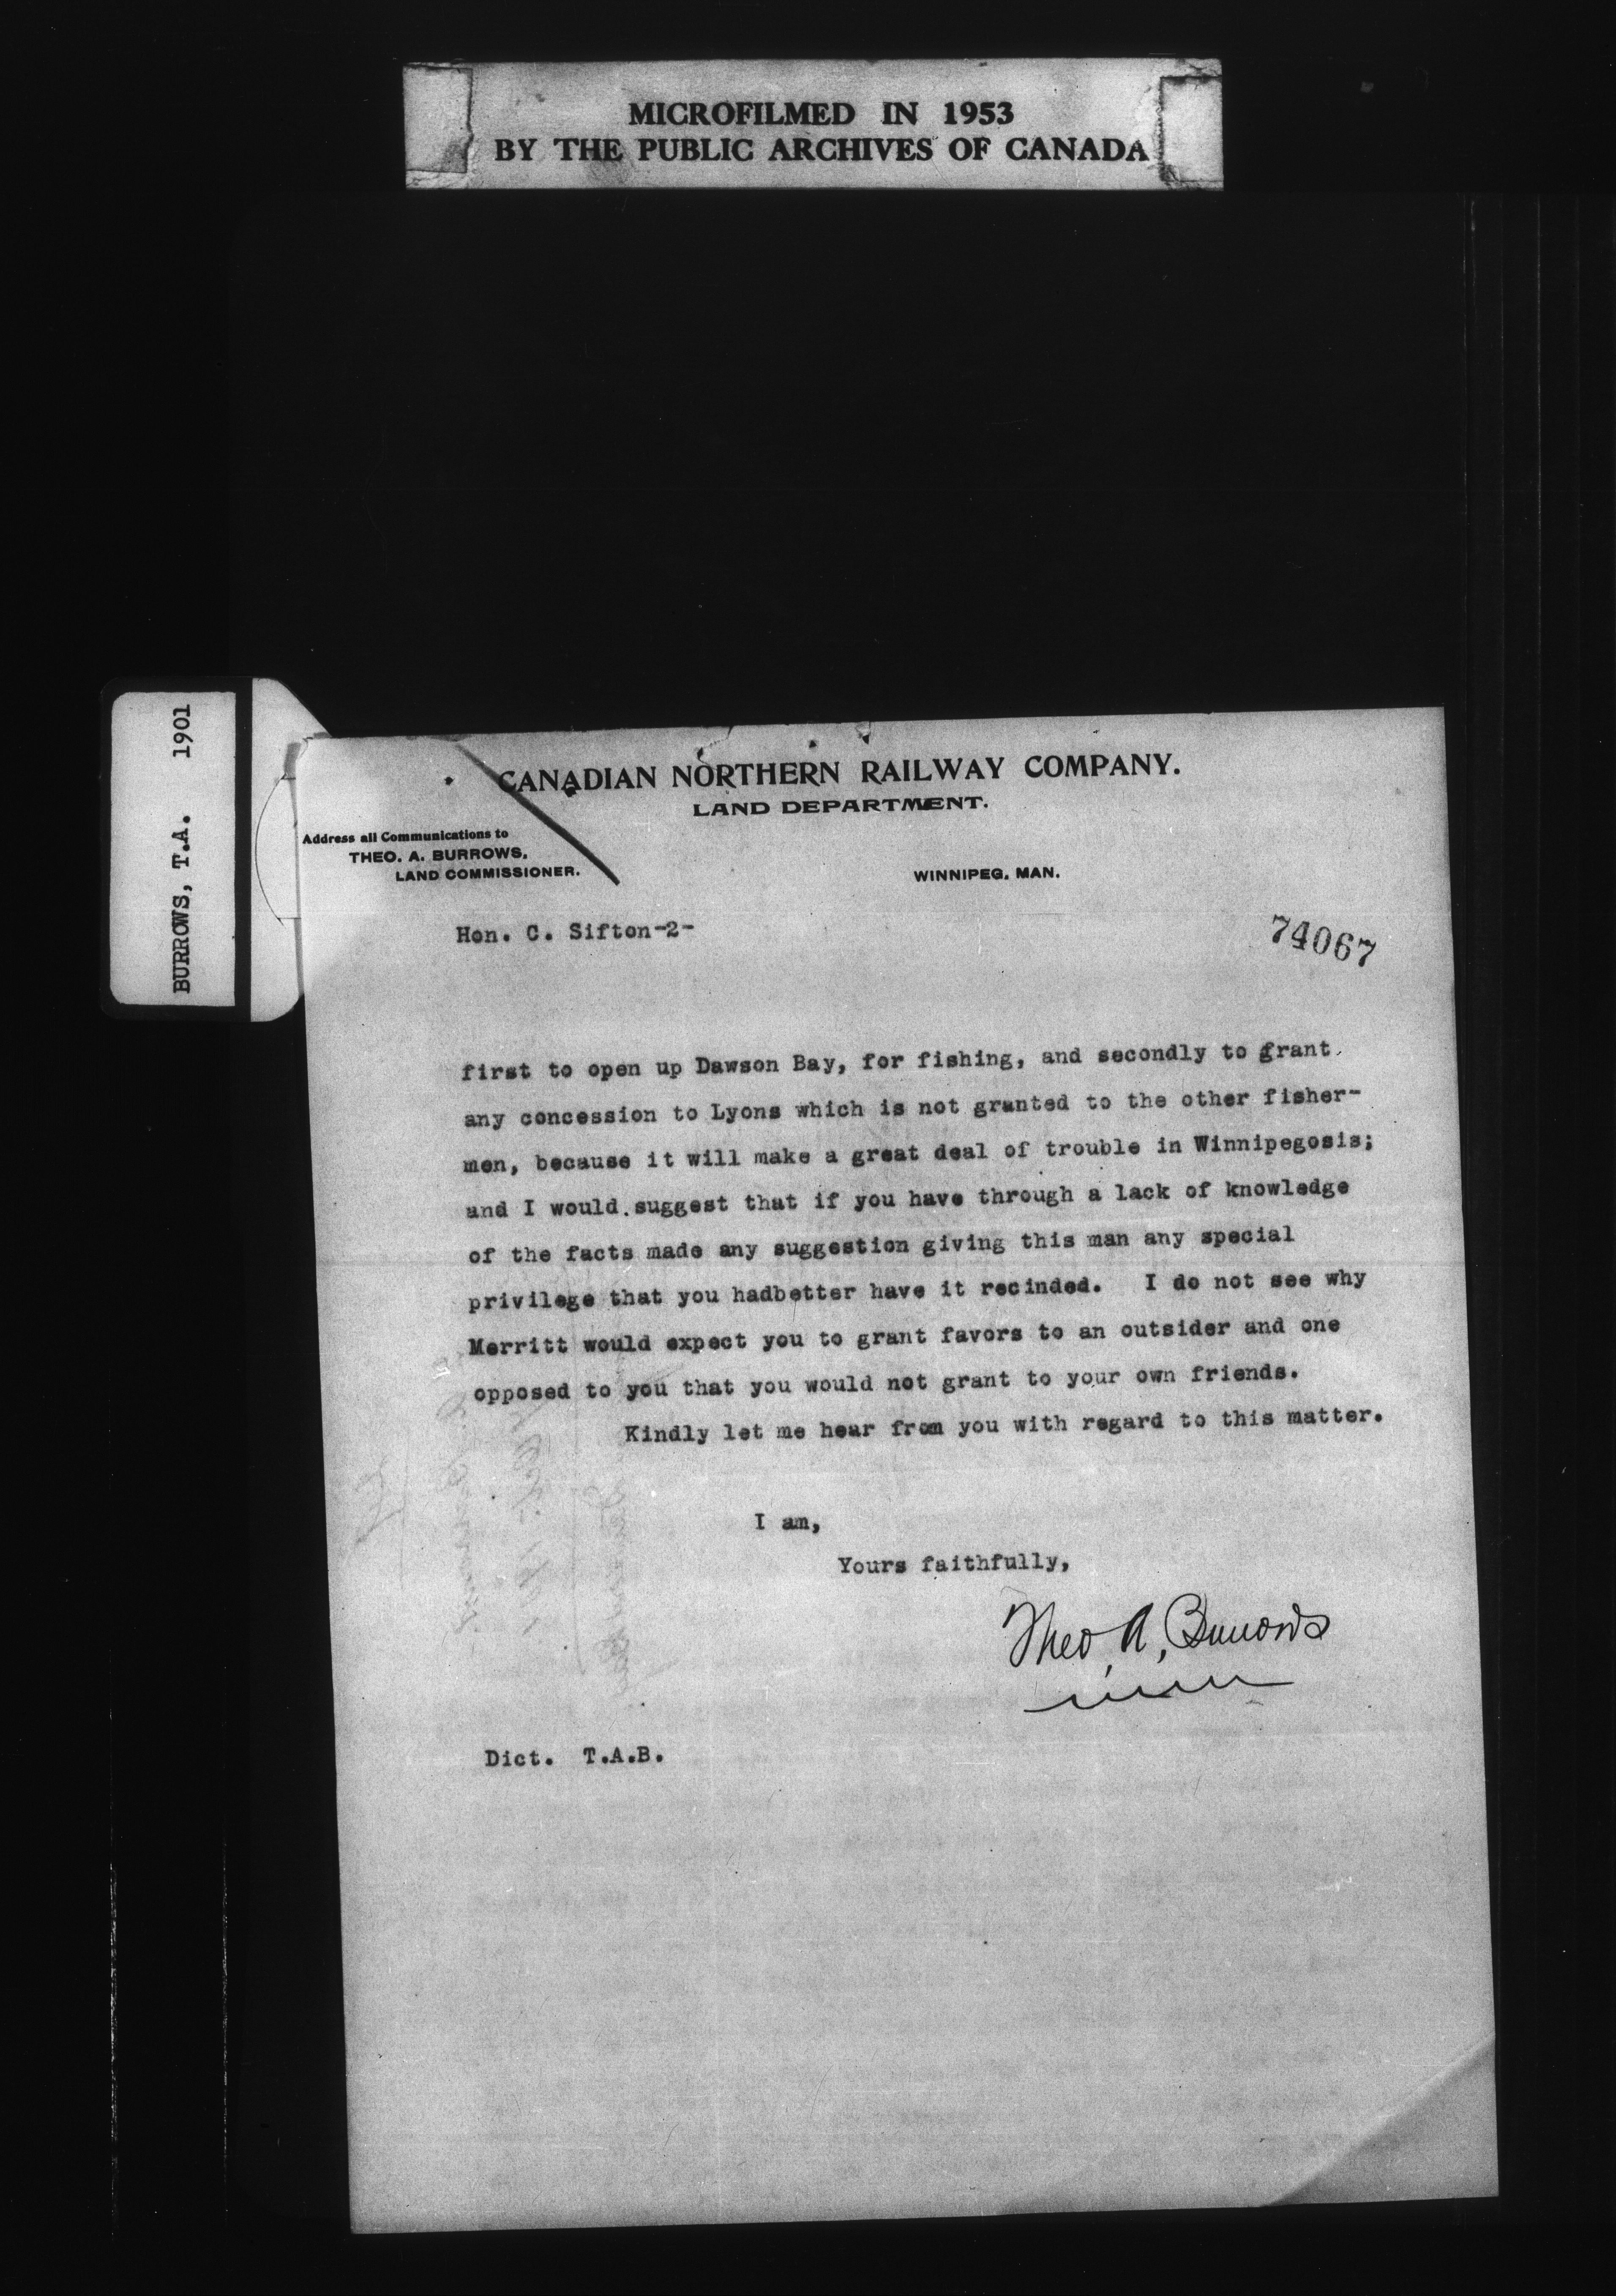 MICROFILMED IN 1953
BY THE PUBLIC ARCHIVES OF CANADA
BURROWS, T.A. 1901
CANADIAN NORTHERN RAILWAY COMPANY.
LAND DEPARTMENT.
Address all Communications to
THEO. A. BURROWS,
LAND COMMISSIONER.
WINNIPEG, MAN.
Hon. C. Sifton-2-
74067
first to open up Dawson Bay, for fishing, and secondly to grant
any concession to Lyons which is not granted to the other fisher-
men, because it will make a great deal of trouble in Winnipegosis;
and I would suggest that if you have through a lack of knowledge
of the facts made any suggestion giving this man any special
privilege that you hadbetter have it recinded. I do not see why
Merritt would expect you to grant favors to an outsider and one
opposed to you that you would not grant to your own friends.
Kindly let me hear from you with regard to this matter.
I am,
Yours faithfully,
Theo. A. Burrows
Dict. T.A.B.